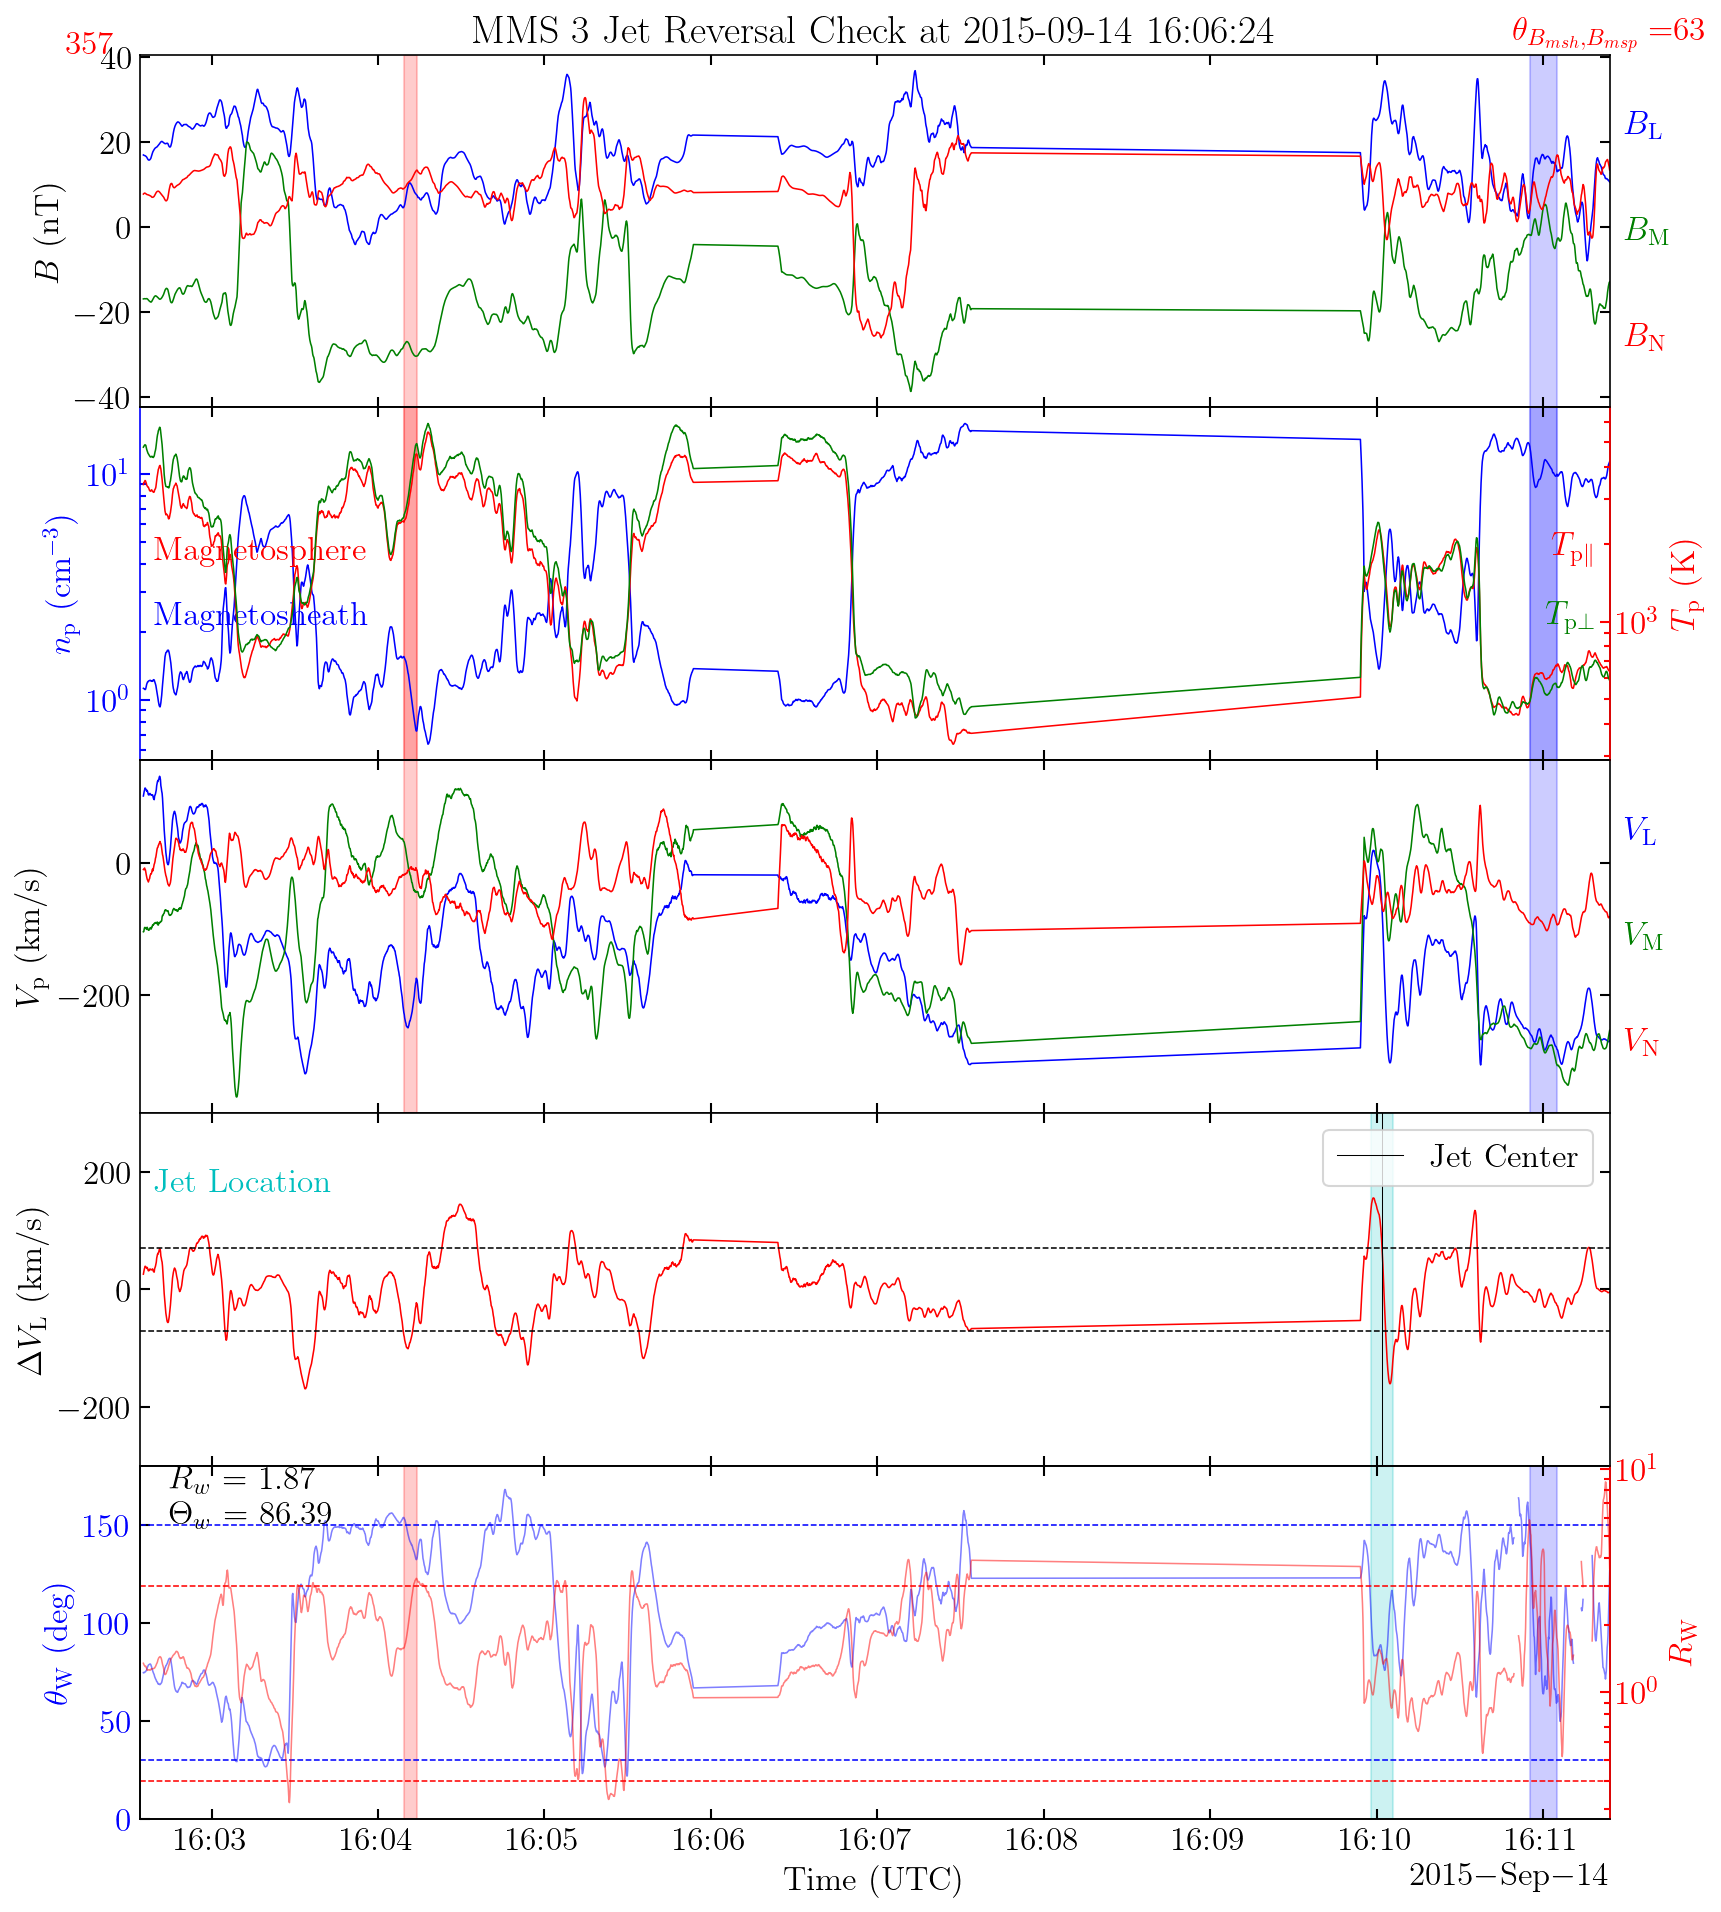 MMS 3 Jet Reversal Check at 2015-09-14 16:06:24
357
θ_{B_{msh},B_{msp}} =63
40
20
0
−20
−40
B (nT)
B_L
B_M
B_N
10^1
10^0
n_p (cm^{−3})
Magnetosphere
Magnetosheath
T_{p∥}
T_{p⊥}
10^3
T_p (K)
0
−200
V_p (km/s)
V_L
V_M
V_N
200
0
−200
ΔV_L (km/s)
Jet Location
Jet Center
R_w = 1.87
Θ_w = 86.39
150
100
50
0
θ_W (deg)
10^1
10^0
R_W
16:03 16:04 16:05 16:06 16:07 16:08 16:09 16:10 16:11
2015−Sep−14
Time (UTC)